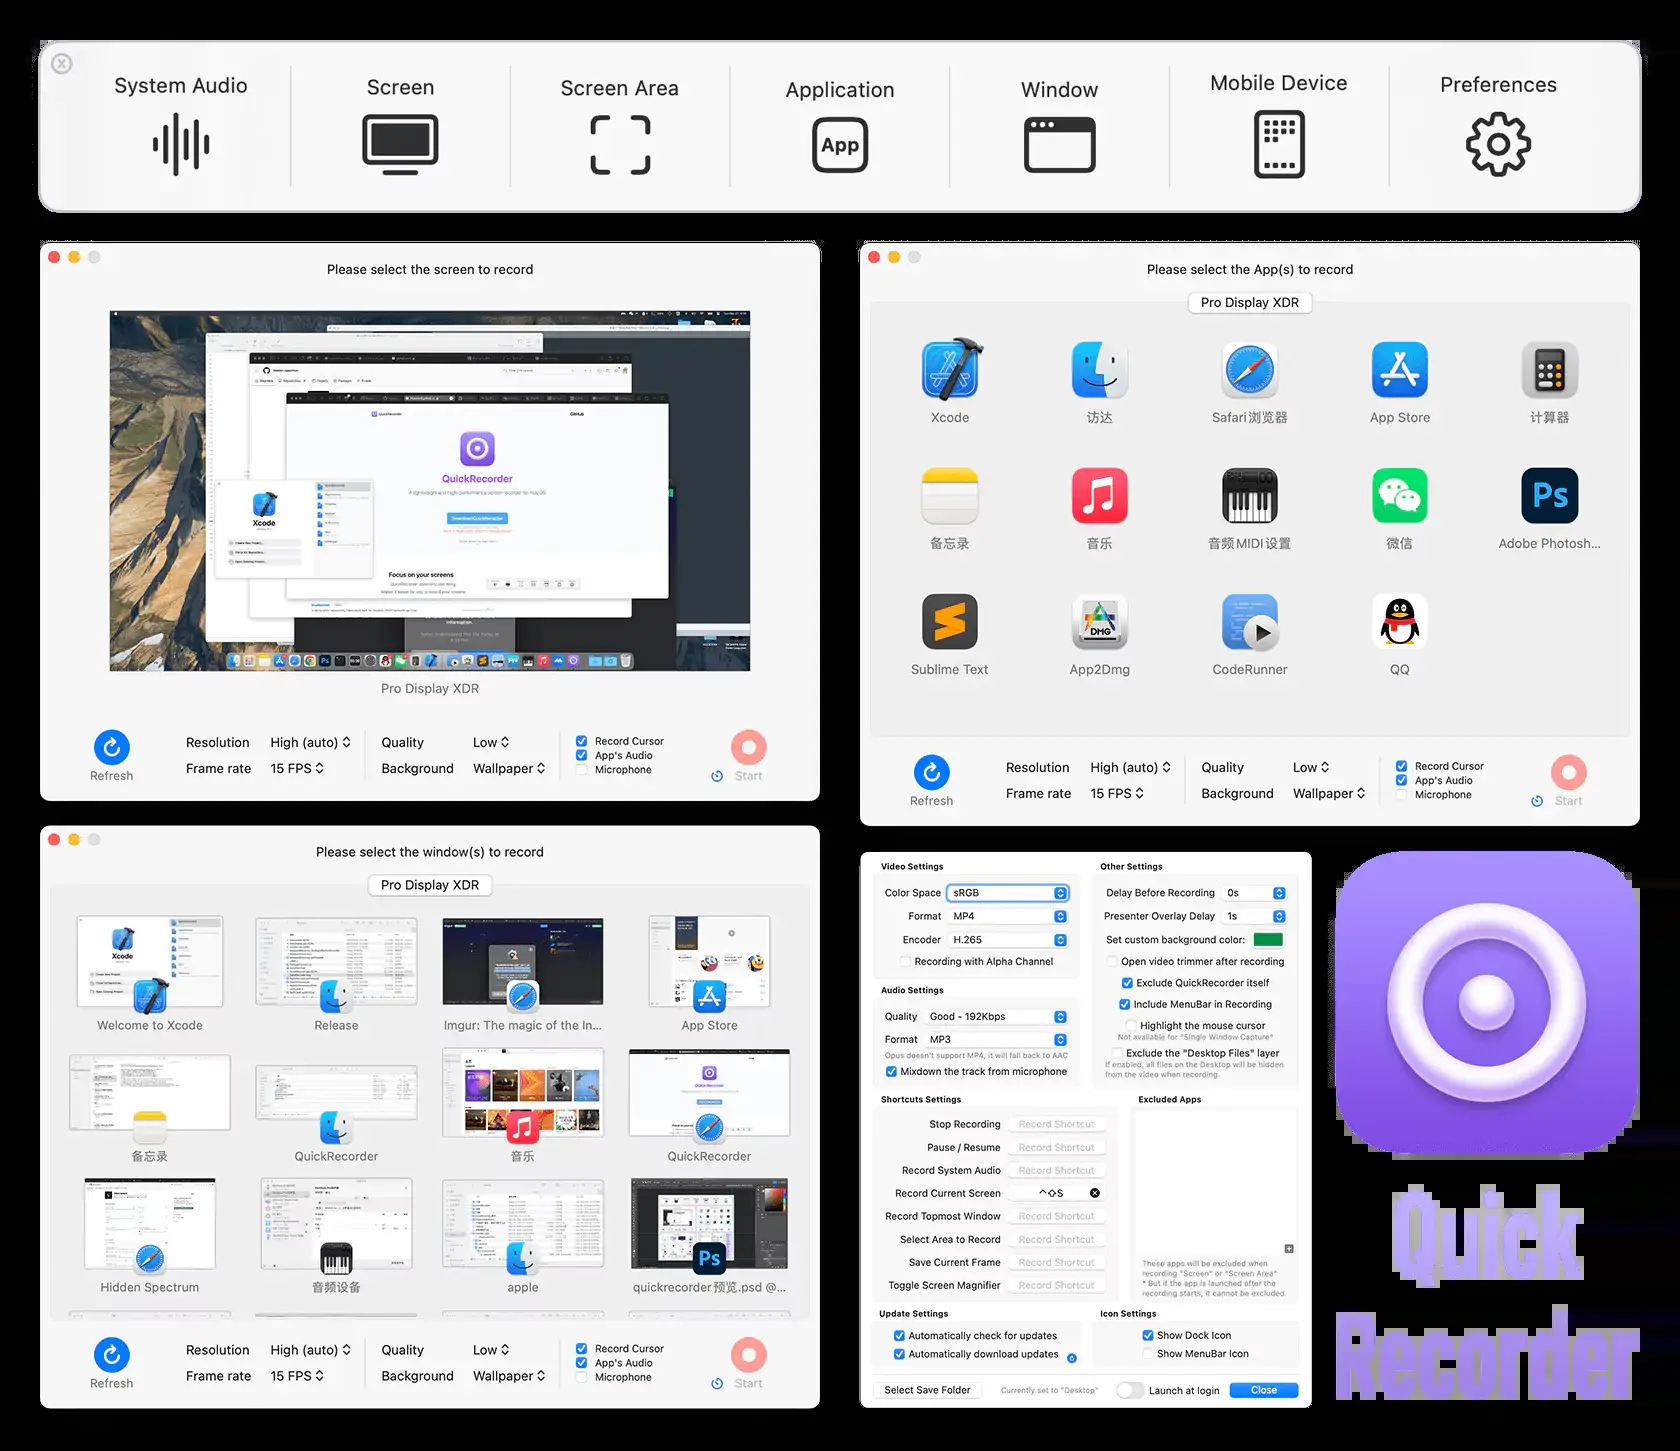 System Audio
Screen
Screen Area
Application
App
Window
Mobile Device
Preferences
Please select the screen to record
QuickRecorder
GitHub
QuickRecorder
A lightweight and high-performance screen recorder for macOS
Xcode
Focus on your screens
Pro Display XDR
Refresh
Resolution High (auto)
Frame rate 15 FPS
Quality Low
Background Wallpaper
Record Cursor
App's Audio
Microphone
Start
Please select the App(s) to record
Pro Display XDR
Xcode
访达
Safari浏览器
App Store
计算器
备忘录
音乐
音频MIDI设置
微信
Ps
Adobe Photosh...
Sublime Text
DMG
App2Dmg
CodeRunner
QQ
Refresh
Resolution High (auto)
Frame rate 15 FPS
Quality Low
Background Wallpaper
Record Cursor
App's Audio
Microphone
Start
Please select the window(s) to record
Pro Display XDR
Xcode
Welcome to Xcode
Release
Imgur: The magic of the In...
App Store
备忘录
QuickRecorder
音乐
QuickRecorder
Hidden Spectrum
音频设备
apple
Ps
quickrecorder预览.psd @...
Refresh
Resolution High (auto)
Frame rate 15 FPS
Quality Low
Background Wallpaper
Record Cursor
App's Audio
Microphone
Start
Video Settings
Color Space sRGB
Format MP4
Encoder H.265
Recording with Alpha Channel
Audio Settings
Quality Good - 192Kbps
Format MP3
Opus doesn't support MP4, it will fall back to AAC
Mixdown the track from microphone
Other Settings
Delay Before Recording 0s
Presenter Overlay Delay 1s
Set custom background color:
Open video trimmer after recording
Exclude QuickRecorder itself
Include MenuBar in Recording
Highlight the mouse cursor
Not available for "Single Window Capture"
Exclude the "Desktop Files" layer
If enabled, all files on the Desktop will be hidden
from the video when recording.
Shortcuts Settings
Stop Recording Record Shortcut
Pause / Resume Record Shortcut
Record System Audio Record Shortcut
Record Current Screen ^⇧S
Record Topmost Window Record Shortcut
Select Area to Record Record Shortcut
Save Current Frame Record Shortcut
Toggle Screen Magnifier Record Shortcut
Excluded Apps
These apps will be excluded when
recording "Screen" or "Screen Area"
* But if the app is launched after the
recording starts, it cannot be excluded.
Update Settings
Automatically check for updates
Automatically download updates
Icon Settings
Show Dock Icon
Show MenuBar Icon
Select Save Folder
Currently set to "Desktop"
Launch at login
Close
Quick
Recorder